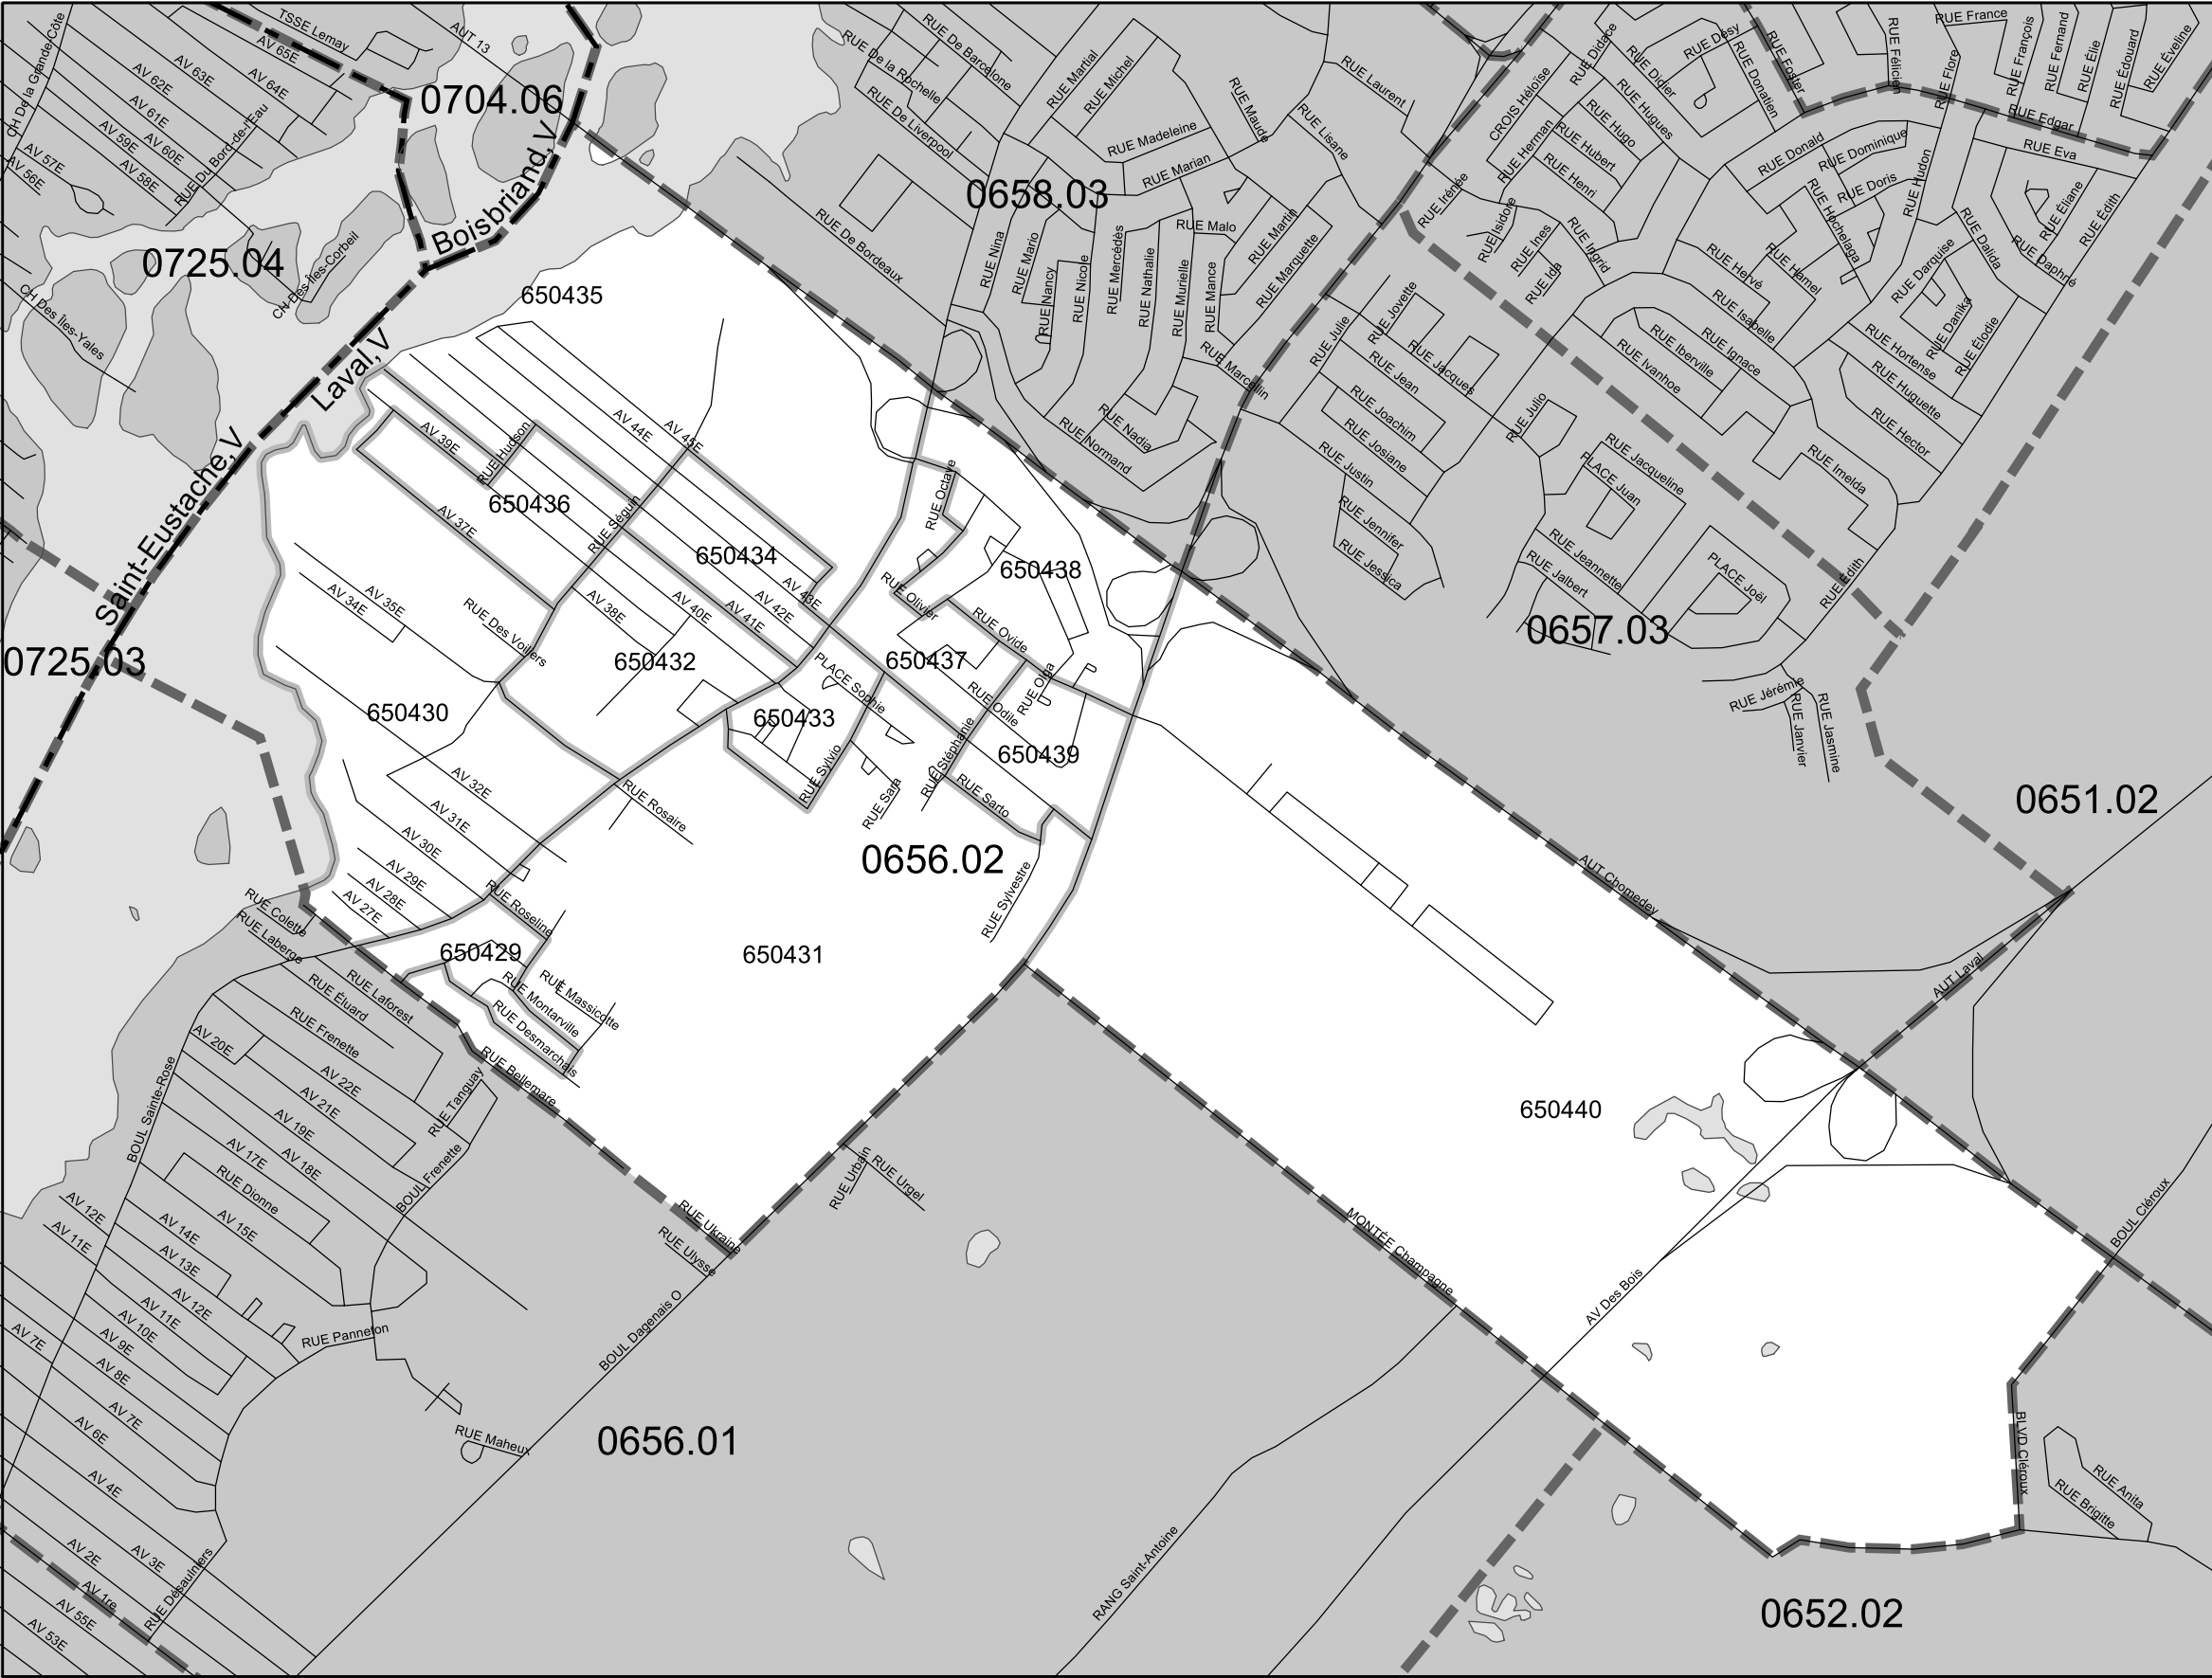 TSSE Lemay
AUT 13
CH De la Grande-Côte
AV 65E
AV 63E
AV 64E
AV 62E
AV 61E
AV 59E
AV 60E
AV 58E
AV 57E
AV 56E
RUE Du Bord-de-l'Eau
0704.06
Boisbriand, V
0725.04
CH Des Îles-Corbeil
CH Des Îles-Yales
Laval, V
Saint-Eustache, V
0725.03
RUE De Barcelone
RUE De la Rochelle
RUE De Liverpool
RUE De Bordeaux
0658.03
RUE Martial
RUE Michel
RUE Madeleine
RUE Marian
RUE Maude
RUE Lisane
RUE Laurent
RUE Malo
RUE Martin
RUE Marquette
RUE Nina
RUE Mario
RUE Nancy
RUE Nicole
RUE Mercédès
RUE Nathalie
RUE Murielle
RUE Mance
RUE Marcellin
RUE Nadia
RUE Normand
RUE Didace
CROIS Héloïse
RUE Didier
RUE Désy
RUE Donatien
RUE Foster
RUE Félicien
RUE France
RUE Flore
RUE François
RUE Fernand
RUE Élie
RUE Édouard
RUE Éveline
RUE Edgar
RUE Eva
RUE Hugues
RUE Hugo
RUE Herman
RUE Hubert
RUE Henri
RUE Donald
RUE Dominique
RUE Doris
RUE Hochelaga
RUE Hudon
RUE Irénée
RUE Isidore
RUE Ines
RUE Ida
RUE Ingrid
RUE Hervé
RUE Hamel
RUE Dalida
RUE Darquise
RUE Danika
RUE Daphné
RUE Éliane
RUE Édith
RUE Élodie
RUE Isabelle
RUE Ignace
RUE Iberville
RUE Ivanhoe
RUE Hortense
RUE Huguette
RUE Hector
RUE Imelda
RUE Julie
RUE Jovette
RUE Jacques
RUE Jean
RUE Joachim
RUE Josiane
RUE Justin
RUE Jennifer
RUE Jessica
RUE Julio
RUE Jacqueline
PLACE Juan
RUE Jeannette
RUE Jalbert
PLACE Joël
RUE Édith
0657.03
RUE Jérémie
RUE Janvier
RUE Jasmine
0651.02
650435
AV 44E
AV 45E
AV 39E
RUE Hudson
650436
AV 37E
RUE Séguin
650434
AV 43E
AV 42E
AV 41E
AV 40E
AV 38E
RUE Octave
650438
RUE Olivier
RUE Ovide
AV 35E
AV 34E
RUE Des Voiliers
650432
650437
PLACE Sophie
RUE Olga
RUE Odile
650430
650433
RUE Sylvio
RUE Stéphanie
650439
RUE Sara
RUE Sarto
AV 32E
AV 31E
AV 30E
RUE Rosaire
0656.02
AV 29E
AV 28E
AV 27E
RUE Roseline
RUE Sylvestre
650429
650431
RUE Colette
RUE Laberge
RUE Laforest
RUE Éluard
RUE Montarville
RUE Massicotte
RUE Desmarchais
RUE Bellemare
RUE Frenette
AV 20E
AV 22E
AV 21E
AV 19E
AV 18E
AV 17E
RUE Tanguay
BOUL Sainte-Rose
BOUL Frenette
RUE Dionne
AV 15E
AV 14E
AV 13E
AV 12E
AV 11E
AV 12E
AV 11E
AV 10E
AV 9E
AV 8E
AV 7E
AV 7E
AV 6E
AV 4E
AV 3E
AV 2E
AV 1re
AV 55E
AV 53E
RUE Désaulniers
RUE Panneton
RUE Maheux
BOUL Dagenais O
RUE Ukraine
RUE Ulysse
RUE Urbain
RUE Urgel
0656.01
AUT Chomedey
AUT Laval
650440
MONTÉE Champagne
AV Des Bois
BOUL Cléroux
BLVD Cléroux
RUE Anita
RUE Brigitte
RANG Saint-Antoine
0652.02